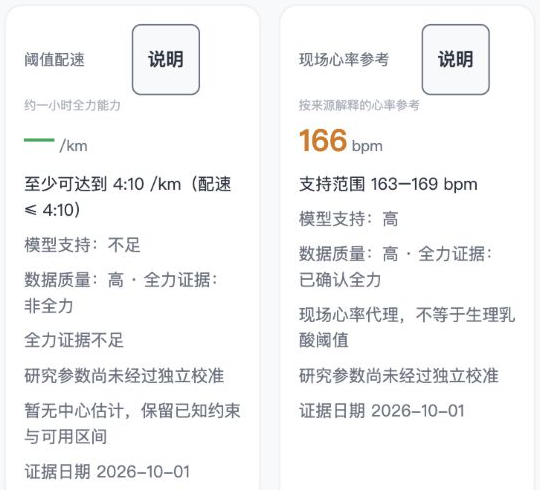 阈值配速
说明
约一小时全力能力
— /km
至少可达到 4:10 /km（配速
≤ 4:10）
模型支持：不足
数据质量：高 · 全力证据：
非全力
全力证据不足
研究参数尚未经过独立校准
暂无中心估计，保留已知约束
与可用区间
证据日期 2026–10–01
现场心率参考
说明
按来源解释的心率参考
166 bpm
支持范围 163–169 bpm
模型支持：高
数据质量：高 · 全力证据：
已确认全力
现场心率代理，不等于生理乳
酸阈值
研究参数尚未经过独立校准
证据日期 2026–10–01